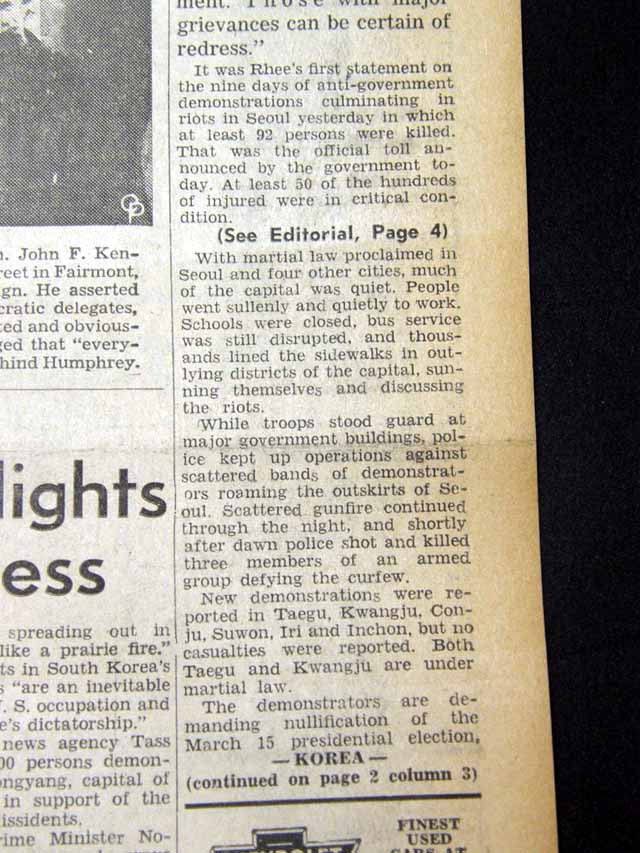 grievances can be certain of
redress."
It was Rhee's first statement on
the nine days of anti-government
demonstrations culminating in
riots in Seoul yesterday in which
at least 92 persons were killed.
That was the official toll an-
nounced by the government to-
day. At least 50 of the hundreds
of injured were in critical con-
dition.
(See Editorial, Page 4)
With martial law proclaimed in
Seoul and four other cities, much
of the capital was quiet. People
went sullenly and quietly to work.
Schools were closed, bus service
was still disrupted, and thous-
ands lined the sidewalks in out-
lying districts of the capital, sun-
ning themselves and discussing
the riots.
While troops stood guard at
major government buildings, pol-
ice kept up operations against
scattered bands of demonstrat-
ors roaming the outskirts of Se-
oul. Scattered gunfire continued
through the night, and shortly
after dawn police shot and killed
three members of an armed
group defying the curfew.
New demonstrations were re-
ported in Taegu, Kwangju, Con-
ju, Suwon, Iri and Inchon, but no
casualties were reported. Both
Taegu and Kwangju are under
martial law.
The demonstrators are de-
manding nullification of the
March 15 presidential election,
— KOREA —
(continued on page 2 column 3)
FINEST
USED
CARS AT
CHEVROLET
CP
n. John F. Ken-
reet in Fairmont,
ign. He asserted
cratic delegates,
ted and obvious-
ged that "every-
hind Humphrey.
lights
ess
spreading out in
like a prairie fire."
ts in South Korea's
s "are an inevitable
J. S. occupation and
e's dictatorship."
news agency Tass
00 persons demon-
ongyang, capital of
in support of the
issidents.
rime Minister No-